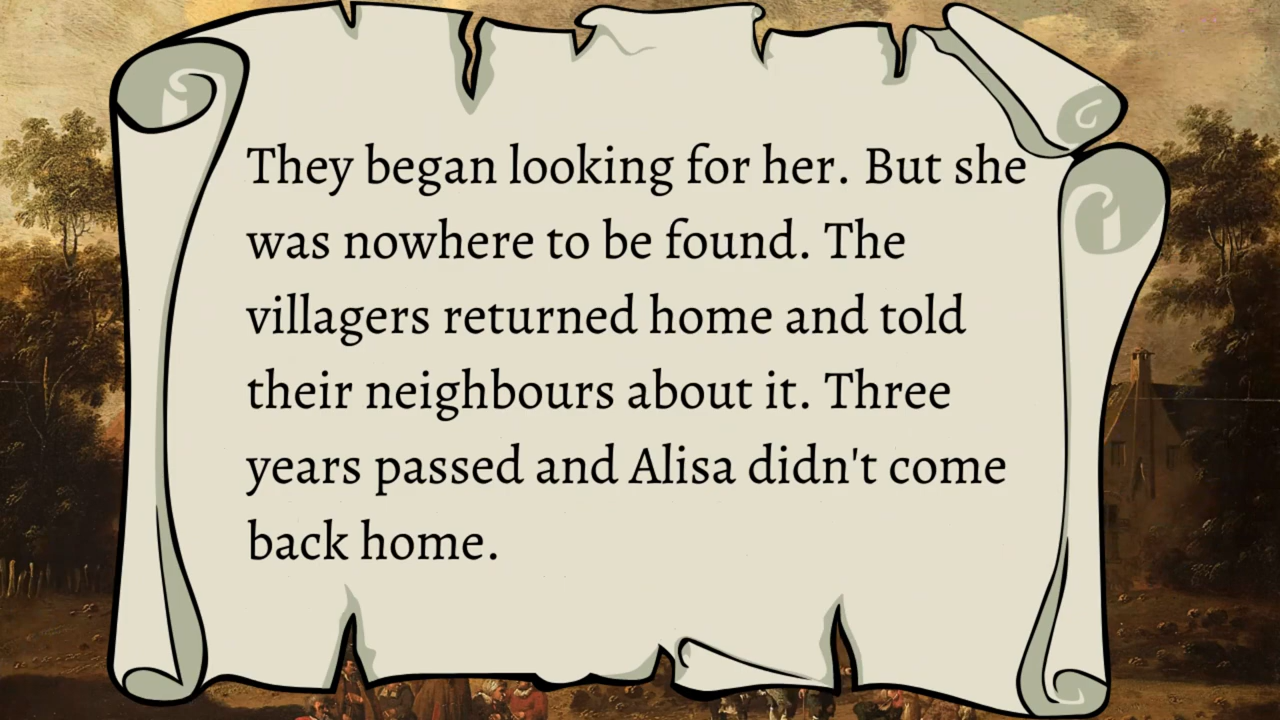 They began looking for her. But she
was nowhere to be found. The
villagers returned home and told
their neighbours about it. Three
years passed and Alisa didn't come
back home.